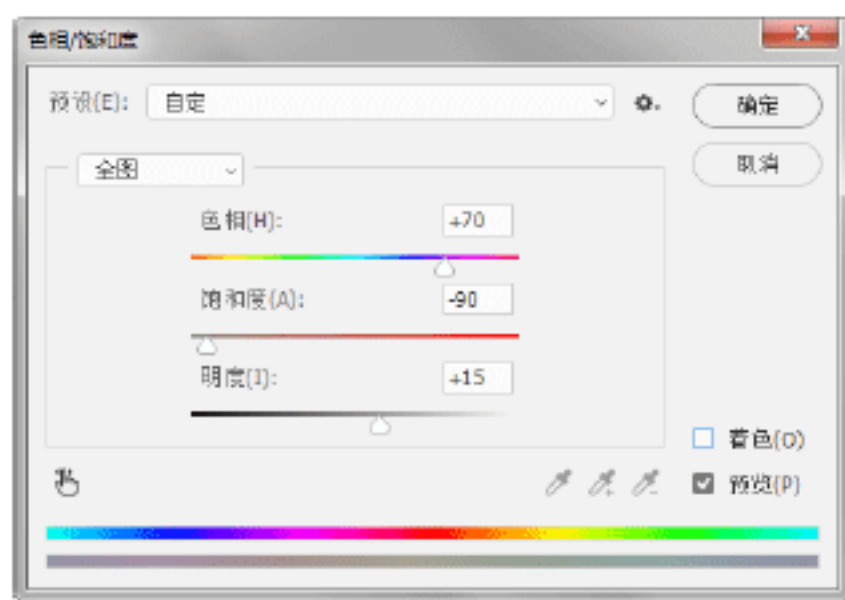 色相/饱和度
预设(E): 自定 确定
全图 取消
色相(H): +70
饱和度(A): -90
明度(I): +15
着色(O)
预览(P)